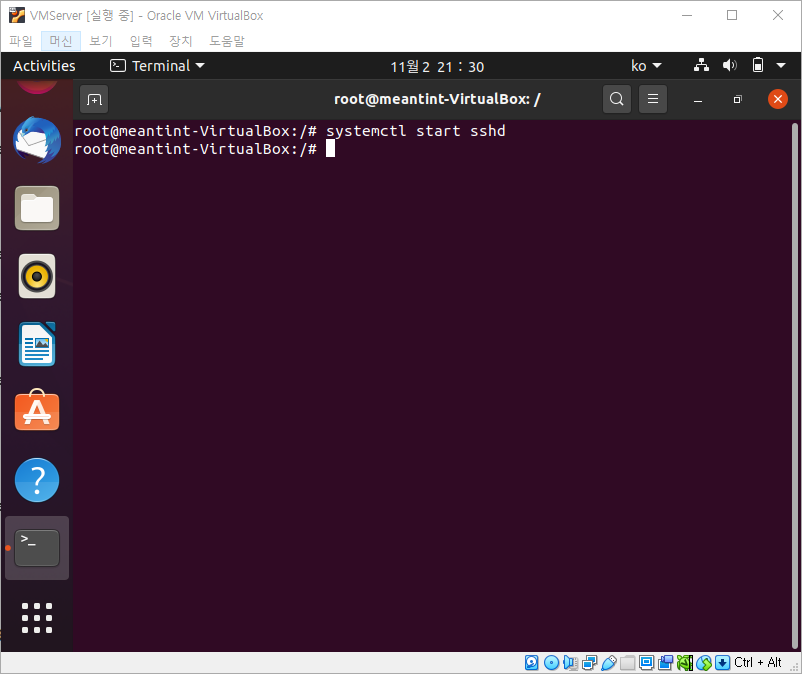 VMServer [실행 중] - Oracle VM VirtualBox
파일 머신 보기 입력 장치 도움말
Activities Terminal 11월 2 21 : 30 ko
root@meantint-VirtualBox: /
root@meantint-VirtualBox:/# systemctl start sshd
root@meantint-VirtualBox:/#
Ctrl + Alt